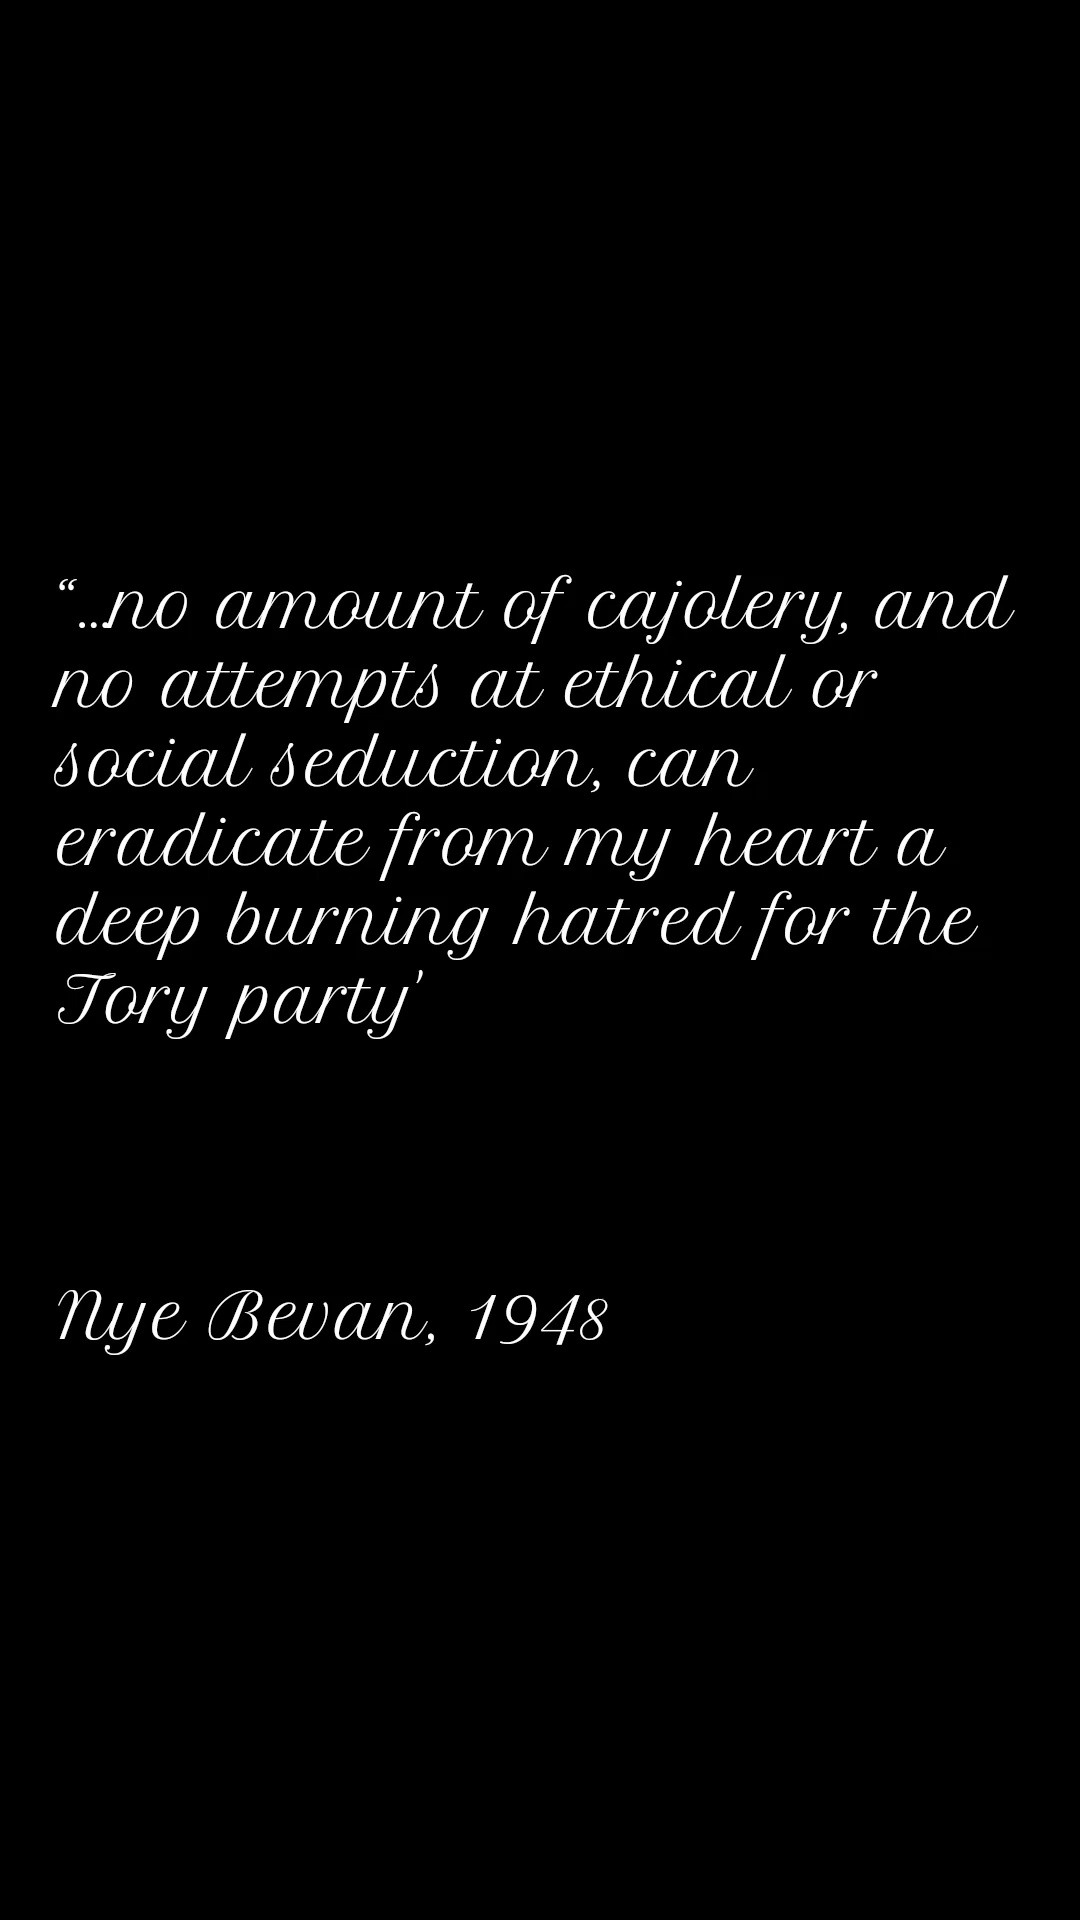 “...no amount of cajolery, and
no attempts at ethical or
social seduction, can
eradicate from my heart a
deep burning hatred for the
Tory party'
Nye Bevan, 1948